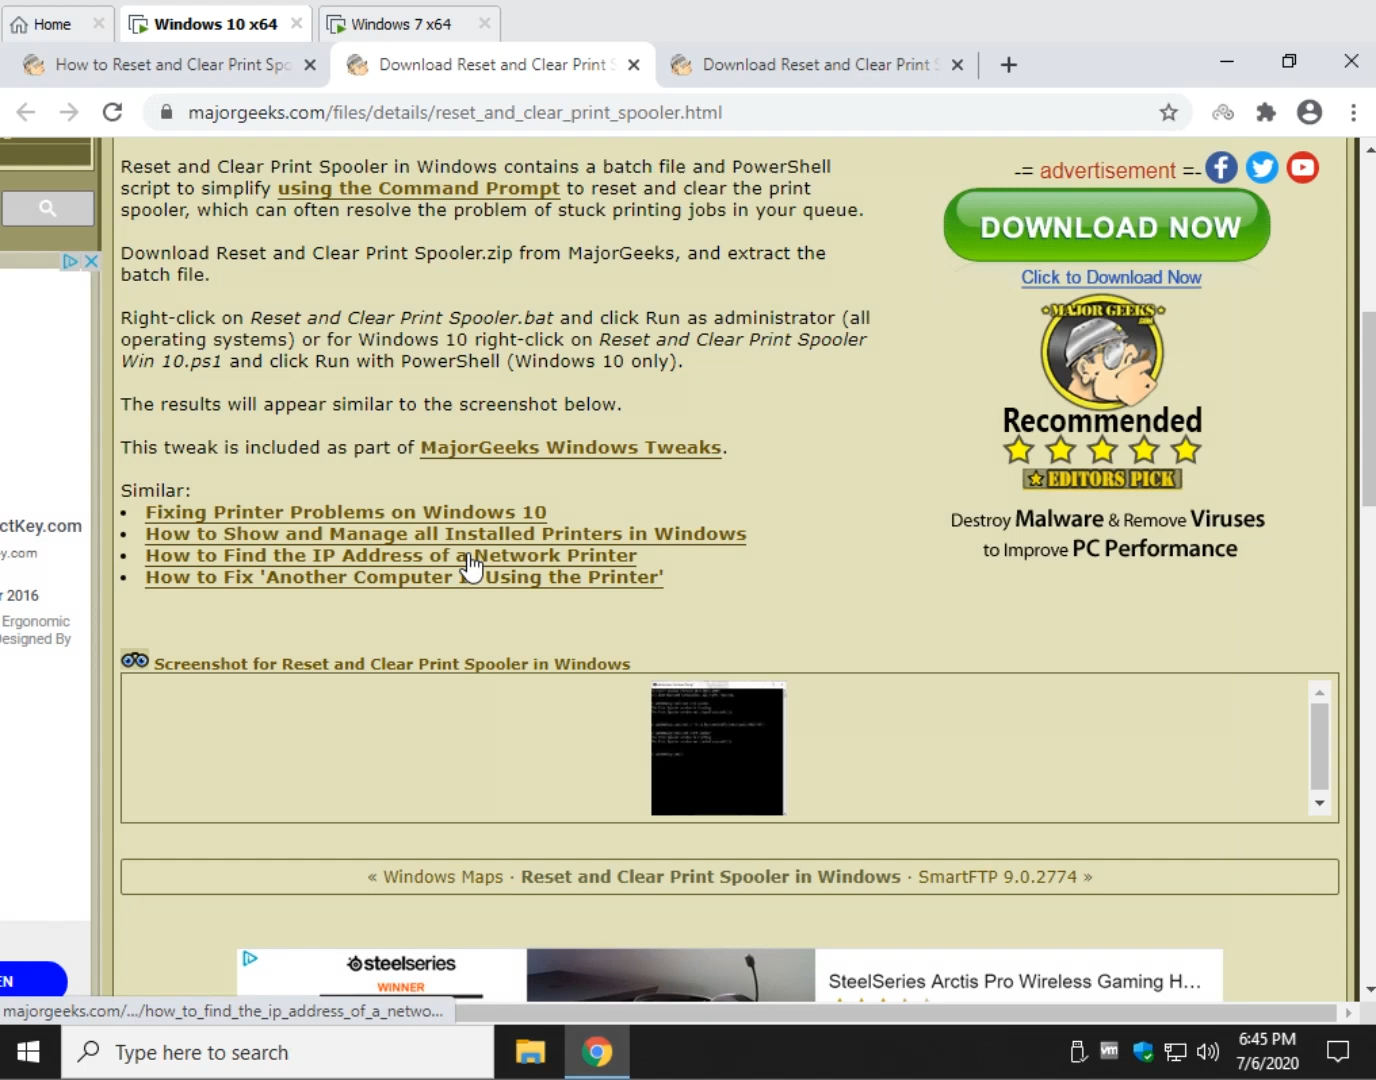 Home
Windows 10 x64
Windows 7 x64
How to Reset and Clear Print Spo
Download Reset and Clear Print S
Download Reset and Clear Print S
majorgeeks.com/files/details/reset_and_clear_print_spooler.html
Reset and Clear Print Spooler in Windows contains a batch file and PowerShell
script to simplify using the Command Prompt to reset and clear the print
spooler, which can often resolve the problem of stuck printing jobs in your queue.
Download Reset and Clear Print Spooler.zip from MajorGeeks, and extract the
batch file.
Right-click on Reset and Clear Print Spooler.bat and click Run as administrator (all
operating systems) or for Windows 10 right-click on Reset and Clear Print Spooler
Win 10.ps1 and click Run with PowerShell (Windows 10 only).
The results will appear similar to the screenshot below.
This tweak is included as part of MajorGeeks Windows Tweaks.
Similar:
• Fixing Printer Problems on Windows 10
• How to Show and Manage all Installed Printers in Windows
• How to Find the IP Address of a Network Printer
• How to Fix 'Another Computer Using the Printer'
-= advertisement =-
DOWNLOAD NOW
Click to Download Now
MAJOR GEEKS
.COM
Recommended
EDITORS PICK
Destroy Malware & Remove Viruses
to Improve PC Performance
ctKey.com
y.com
r 2016
Ergonomic
esigned By
Screenshot for Reset and Clear Print Spooler in Windows
« Windows Maps · Reset and Clear Print Spooler in Windows · SmartFTP 9.0.2774 »
steelseries
WINNER
SteelSeries Arctis Pro Wireless Gaming H...
EN
majorgeeks.com/.../how_to_find_the_ip_address_of_a_netwo...
Type here to search
vm
6:45 PM
7/6/2020